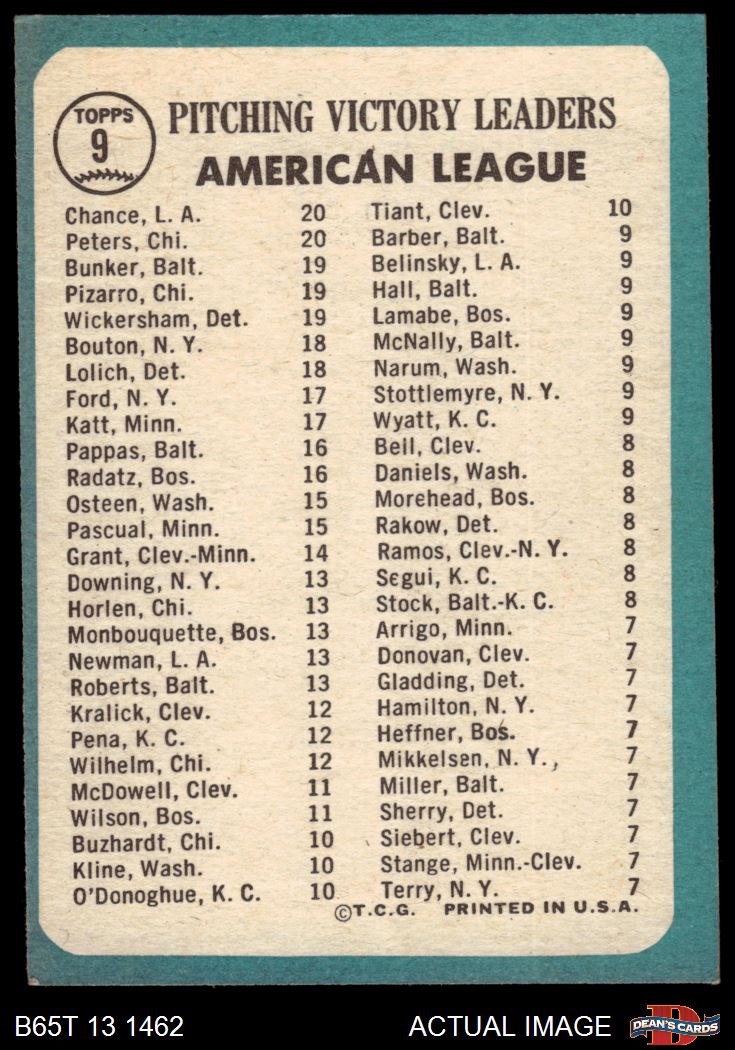 TOPPS
9
PITCHING VICTORY LEADERS
AMERICAN LEAGUE
Chance, L. A. 20
Peters, Chi. 20
Bunker, Balt. 19
Pizarro, Chi. 19
Wickersham, Det. 19
Bouton, N. Y. 18
Lolich, Det. 18
Ford, N. Y. 17
Katt, Minn. 17
Pappas, Balt. 16
Radatz, Bos. 16
Osteen, Wash. 15
Pascual, Minn. 15
Grant, Clev.-Minn. 14
Downing, N. Y. 13
Horlen, Chi. 13
Monbouquette, Bos. 13
Newman, L. A. 13
Roberts, Balt. 13
Kralick, Clev. 12
Pena, K. C. 12
Wilhelm, Chi. 12
McDowell, Clev. 11
Wilson, Bos. 11
Buzhardt, Chi. 10
Kline, Wash. 10
O'Donoghue, K. C. 10
Tiant, Clev. 10
Barber, Balt. 9
Belinsky, L. A. 9
Hall, Balt. 9
Lamabe, Bos. 9
McNally, Balt. 9
Narum, Wash. 9
Stottlemyre, N. Y. 9
Wyatt, K. C. 9
Bell, Clev. 8
Daniels, Wash. 8
Morehead, Bos. 8
Rakow, Det. 8
Ramos, Clev.-N. Y. 8
Segui, K. C. 8
Stock, Balt.-K. C. 8
Arrigo, Minn. 7
Donovan, Clev. 7
Gladding, Det. 7
Hamilton, N. Y. 7
Heffner, Bos. 7
Mikkelsen, N. Y., 7
Miller, Balt. 7
Sherry, Det. 7
Siebert, Clev. 7
Stange, Minn.-Clev. 7
Terry, N. Y. 7
©T.C.G. PRINTED IN U.S.A.
B65T 13 1462 ACTUAL IMAGE
D
DEAN'S CARDS